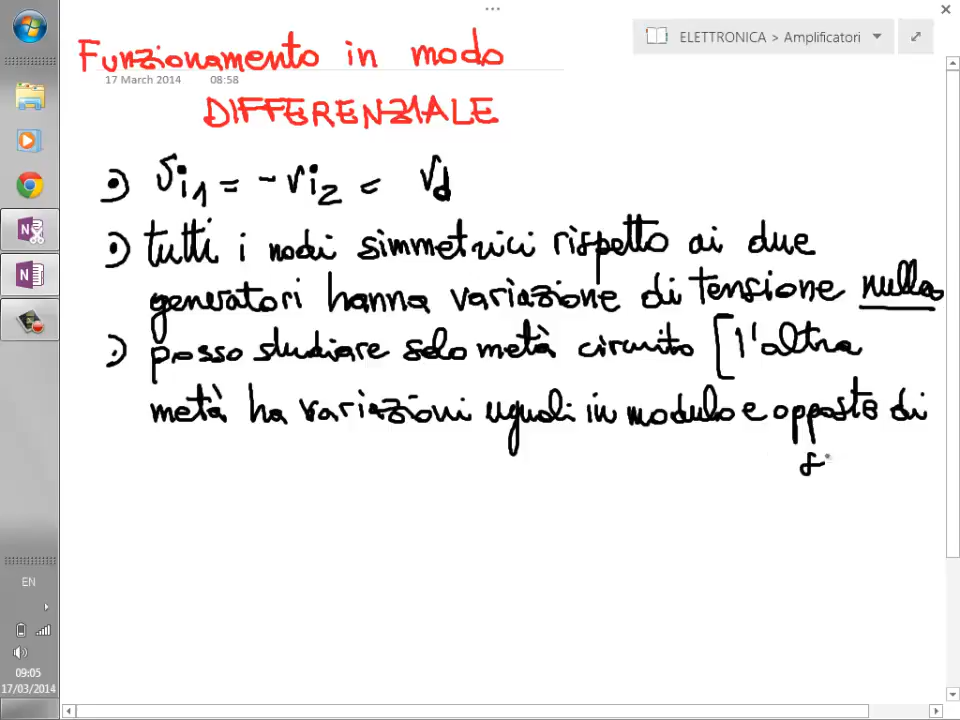 ELETTRONICA > Amplificatori
Funzionamento in modo
17 March 2014 08:58
DIFFERENZIALE
•) vi1 = - vi2 = vd
•) tutti i nodi simmetrici rispetto ai due
generatori hanno variazione di tensione nulla
•) posso studiare solo metà circuito [l'altra
metà ha variazioni uguali in modulo e opposte di
EN
09:05
17/03/2014